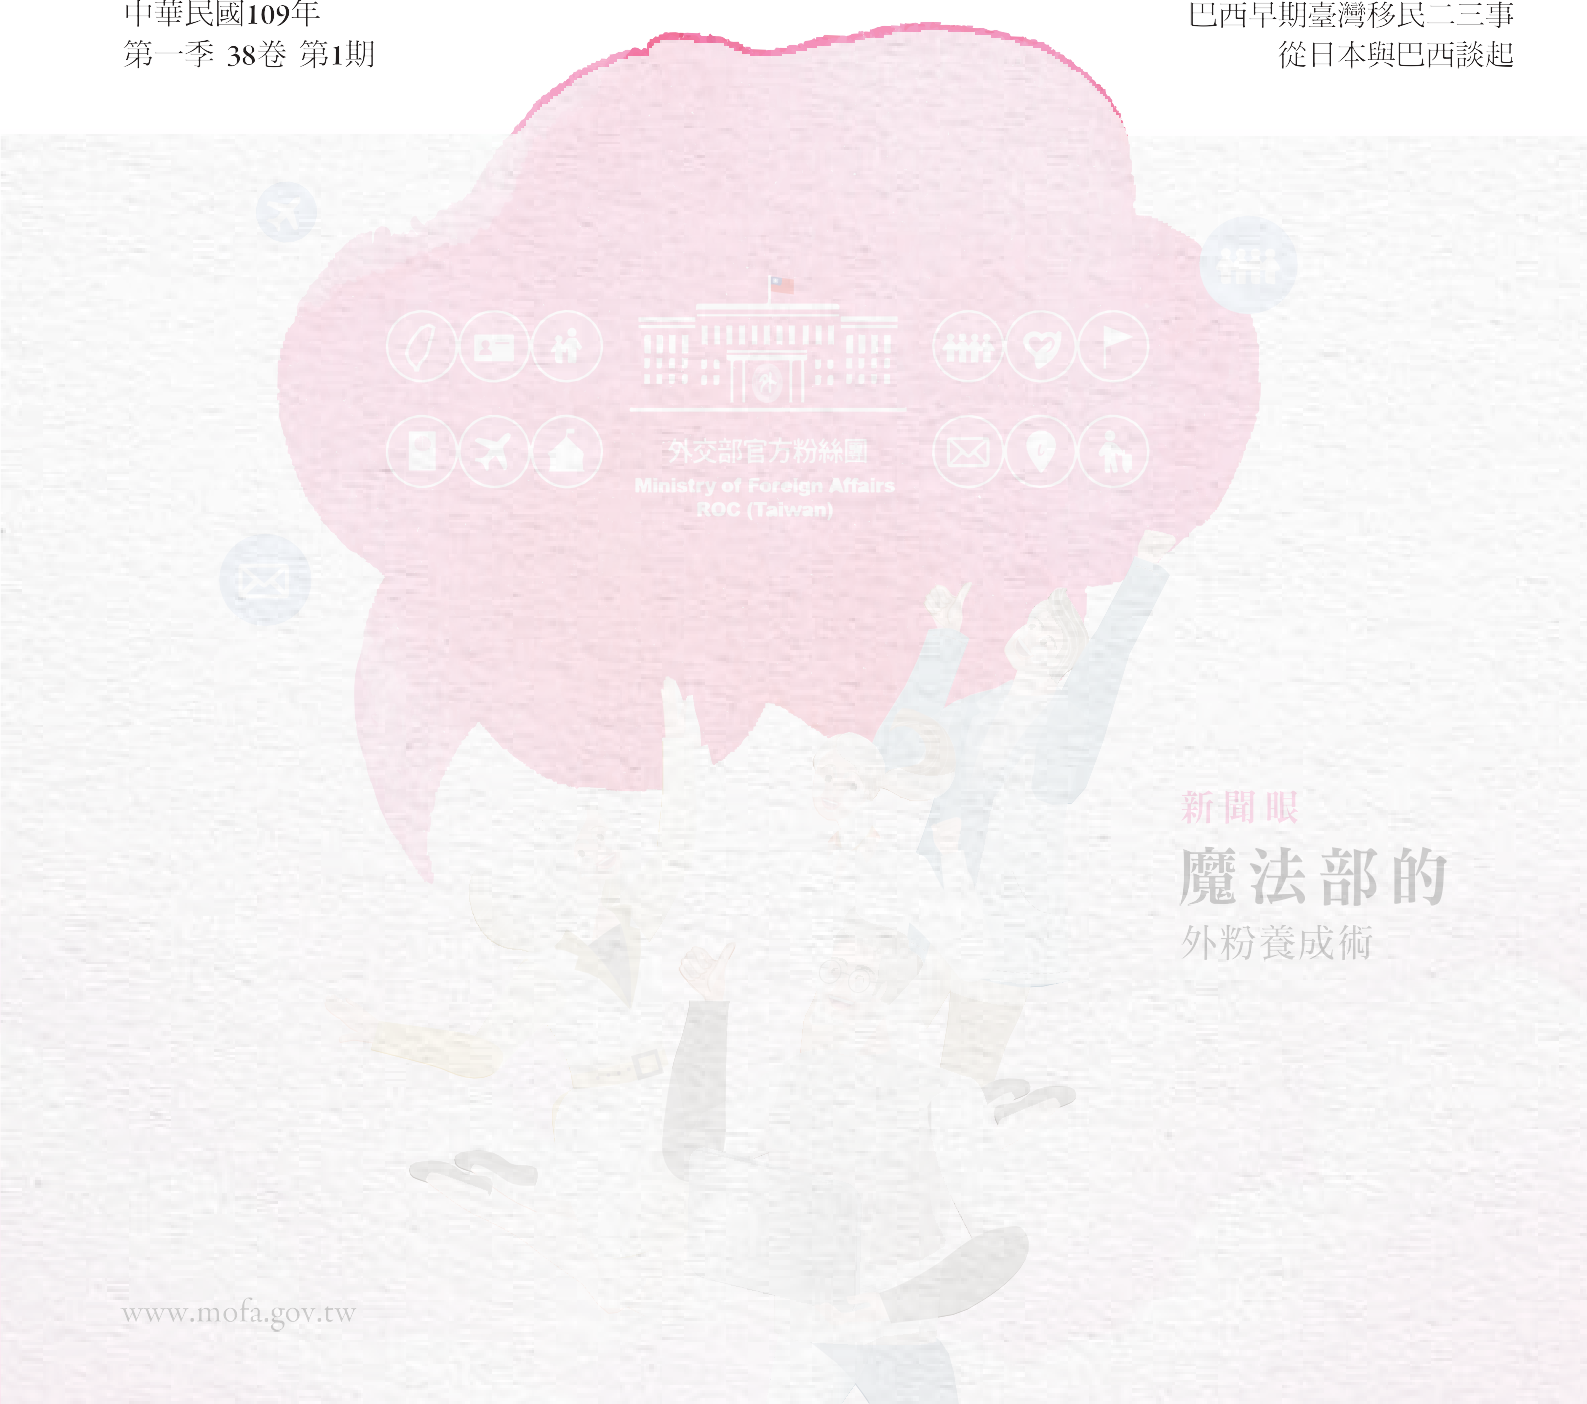 中華民國109年
第一季 38卷 第1期
巴西早期臺灣移民二三事
從日本與巴西談起
外
外交部官方粉絲團
Ministry of Foreign Affairs
ROC (Taiwan)
新聞眼
魔法部的
外粉養成術
www.mofa.gov.tw